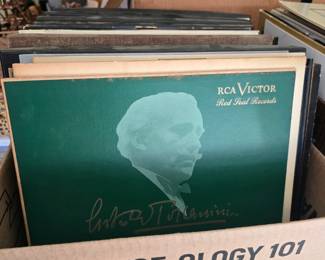 RCA VICTOR
Red Seal Records
Arturo Toscanini
OLOGY 101